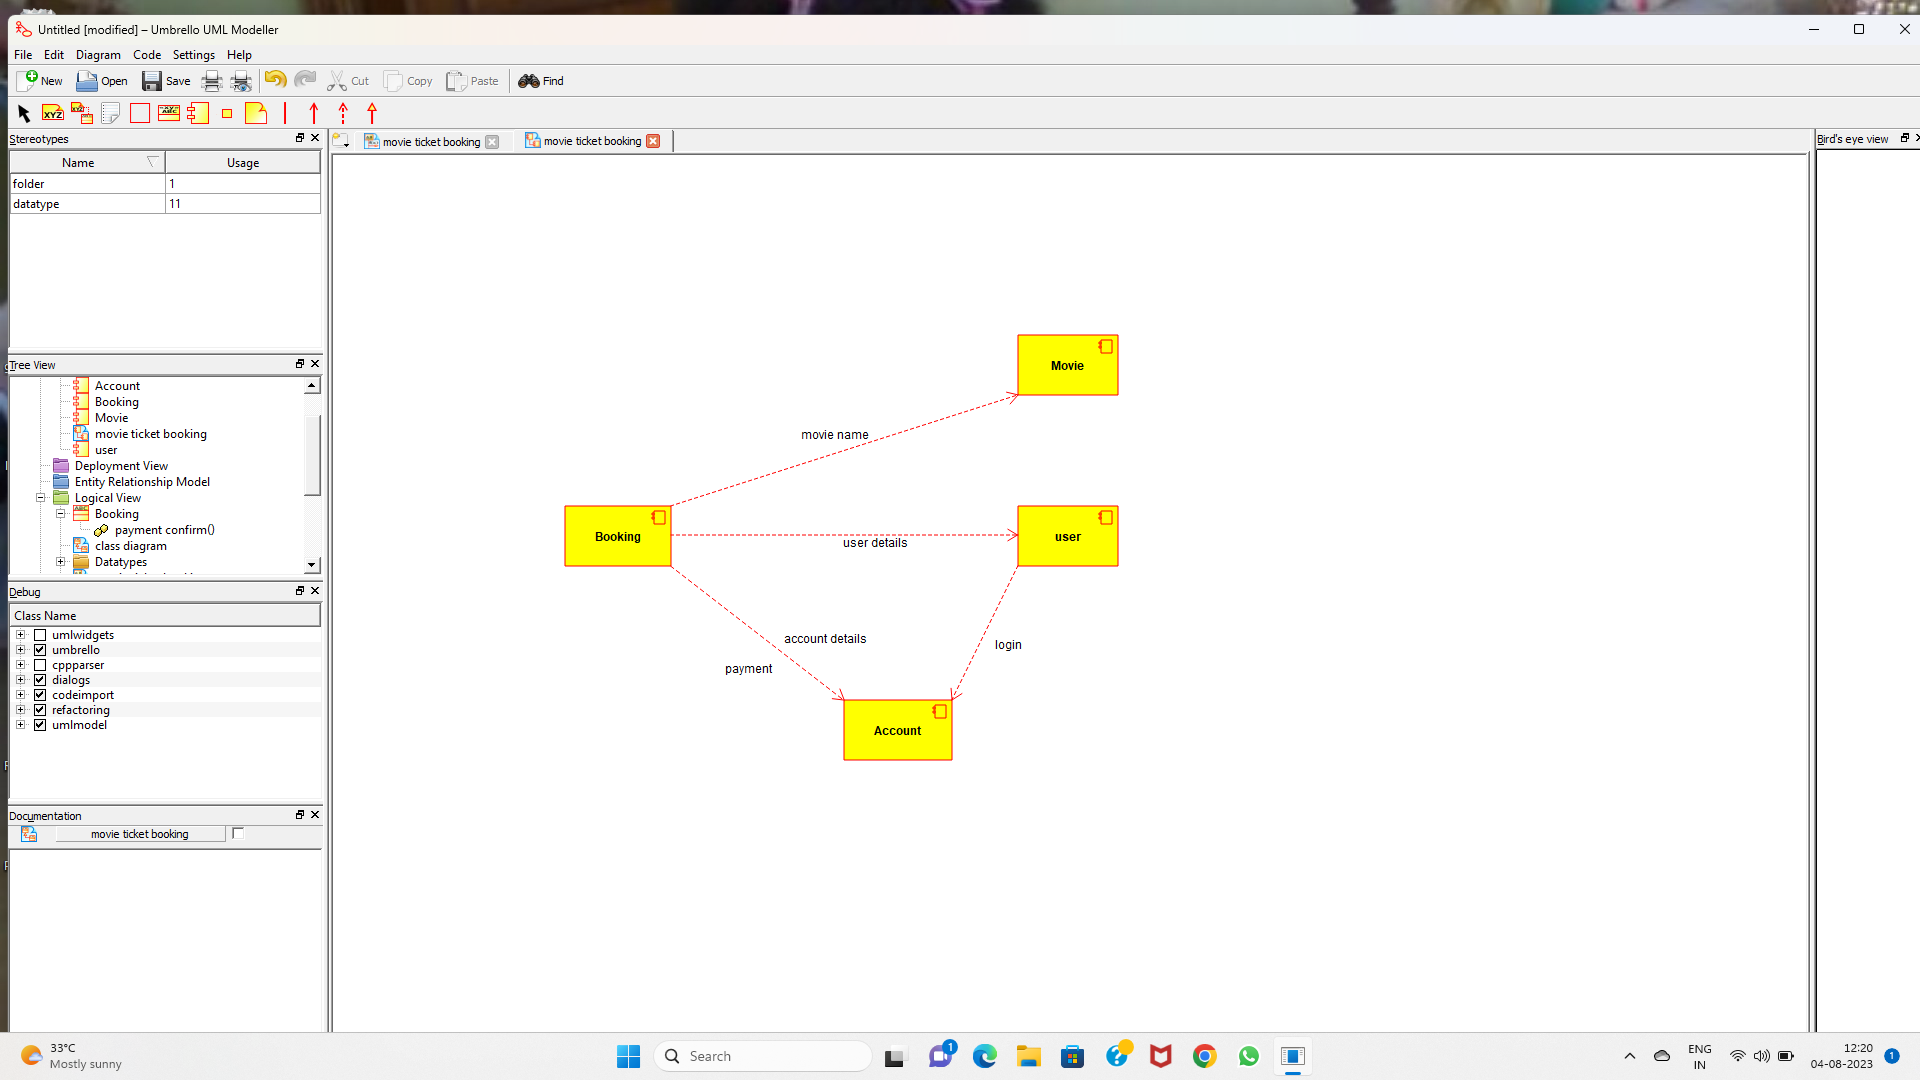 Untitled [modified] – Umbrello UML Modeller
File Edit Diagram Code Settings Help
New Open Save Cut Copy Paste Find
XYZ
Stereotypes
Name Usage
folder 1
datatype 11
movie ticket booking movie ticket booking
Bird's eye view
Tree View
Account
Booking
Movie
movie ticket booking
user
Deployment View
Entity Relationship Model
Logical View
Booking
payment confirm()
class diagram
Datatypes
Debug
Class Name
umlwidgets
umbrello
cppparser
dialogs
codeimport
refactoring
umlmodel
Documentation
movie ticket booking
Movie
movie name
Booking
user details
user
account details
login
payment
Account
33°C
Mostly sunny
Search
1
ENG
IN
12:20
04-08-2023
1